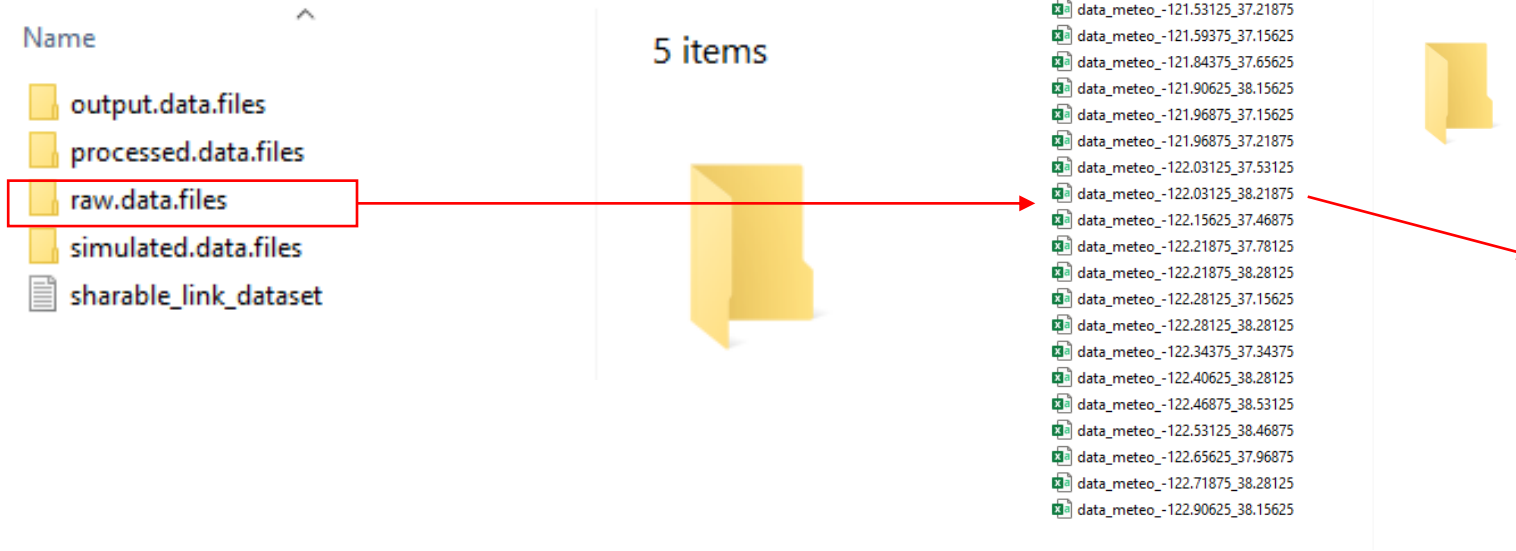 Name
output.data.files
processed.data.files
raw.data.files
simulated.data.files
sharable_link_dataset
5 items
data_meteo_-121.53125_37.21875
data_meteo_-121.59375_37.15625
data_meteo_-121.84375_37.65625
data_meteo_-121.90625_38.15625
data_meteo_-121.96875_37.15625
data_meteo_-121.96875_37.21875
data_meteo_-122.03125_37.53125
data_meteo_-122.03125_38.21875
data_meteo_-122.15625_37.46875
data_meteo_-122.21875_37.78125
data_meteo_-122.21875_38.28125
data_meteo_-122.28125_37.15625
data_meteo_-122.28125_38.28125
data_meteo_-122.34375_37.34375
data_meteo_-122.40625_38.28125
data_meteo_-122.46875_38.53125
data_meteo_-122.53125_38.46875
data_meteo_-122.65625_37.96875
data_meteo_-122.71875_38.28125
data_meteo_-122.90625_38.15625